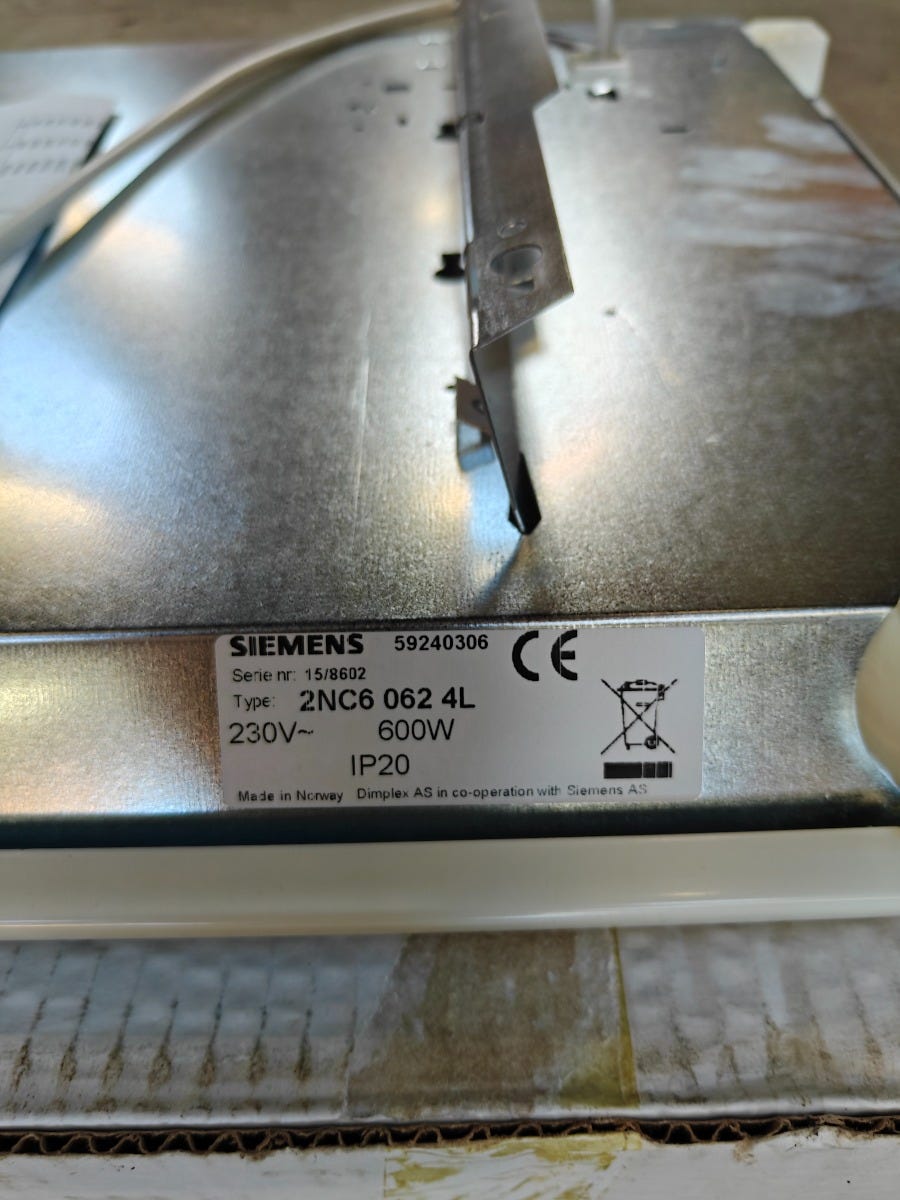 SIEMENS 59240306 CE
Serie nr: 15/8602
Type: 2NC6 062 4L
230V~ 600W
IP20
Made in Norway Dimplex AS in co-operation with Siemens AS